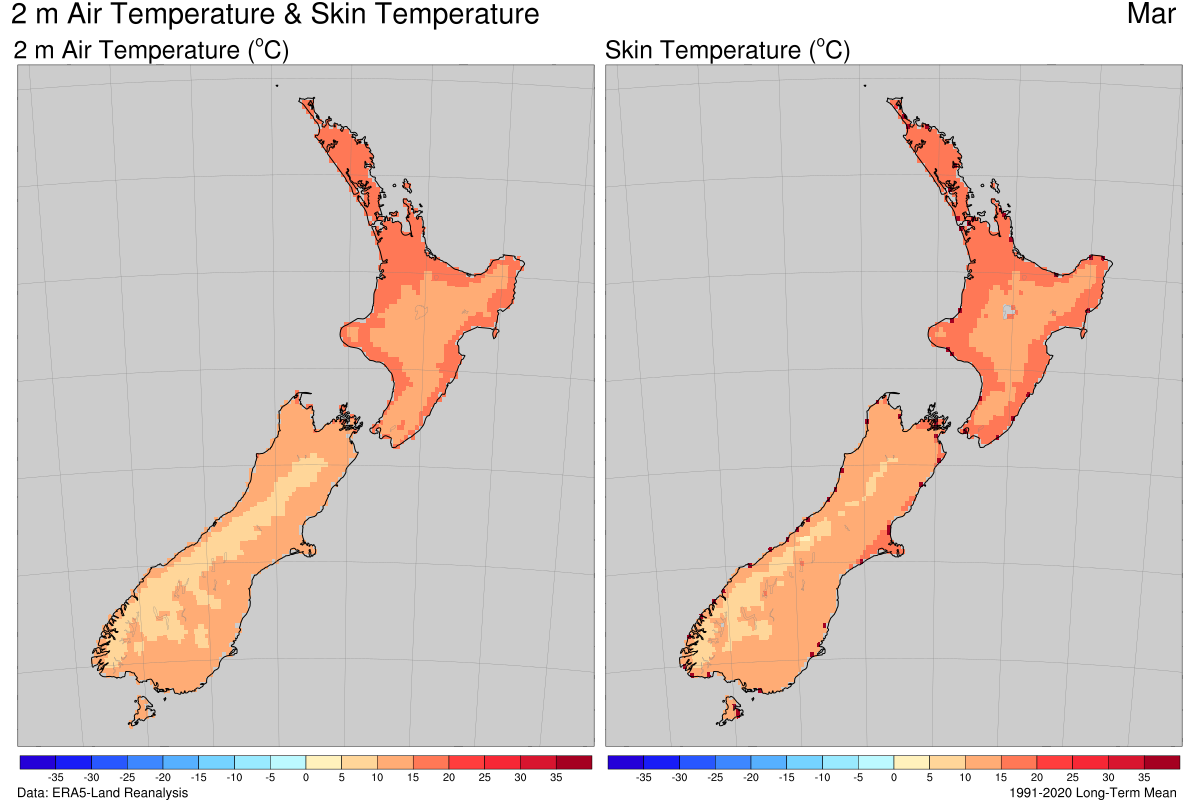 2 m Air Temperature & Skin Temperature Mar
2 m Air Temperature (°C) Skin Temperature (°C)
-35 -30 -25 -20 -15 -10 -5 0 5 10 15 20 25 30 35 -35 -30 -25 -20 -15 -10 -5 0 5 10 15 20 25 30 35
Data: ERA5-Land Reanalysis 1991-2020 Long-Term Mean